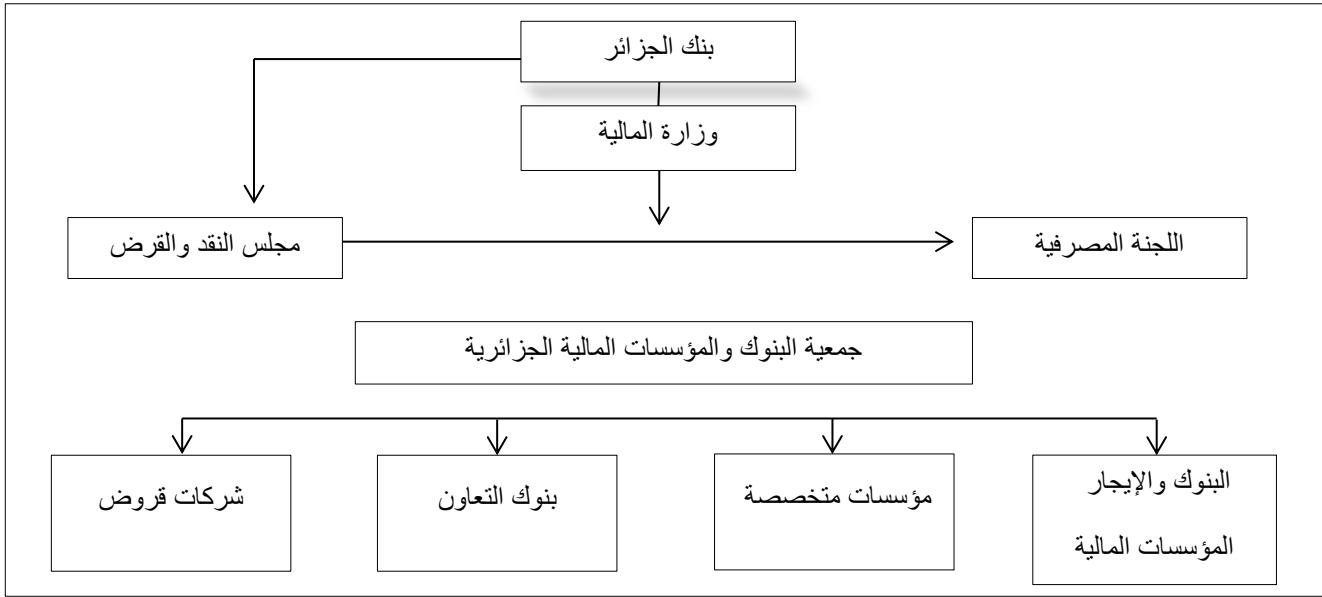 بنك الجزائر
وزارة المالية
مجلس النقد والقرض
اللجنة المصرفية
جمعية البنوك والمؤسسات المالية الجزائرية
البنوك والإيجار
المؤسسات المالية
مؤسسات متخصصة
بنوك التعاون
شركات قروض